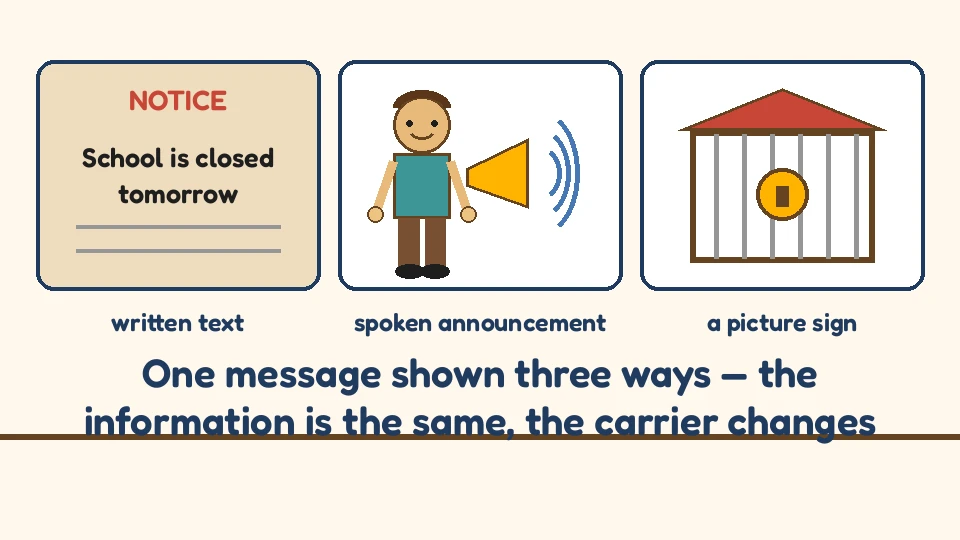 NOTICE
School is closed
tomorrow
written text
spoken announcement
a picture sign
One message shown three ways — the
information is the same, the carrier changes